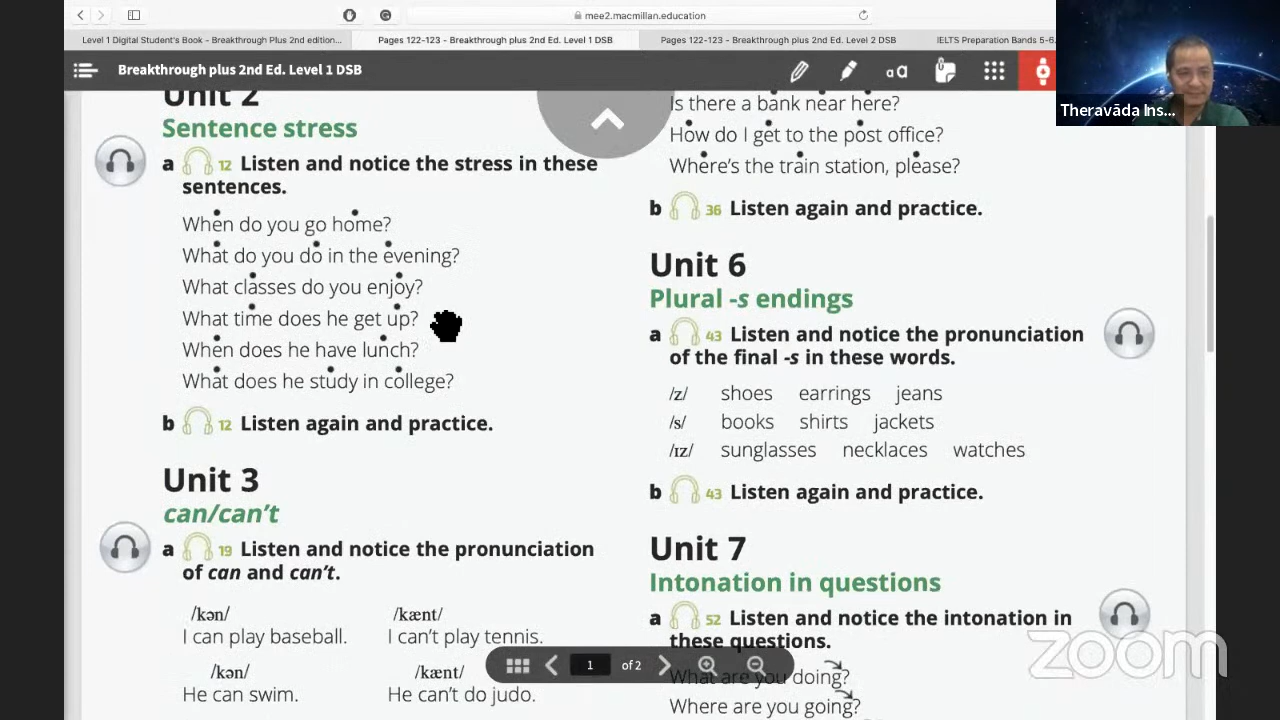 mee2.macmillan.education
Level 1 Digital Student's Book - Breakthrough Plus 2nd edition...
Pages 122-123 - Breakthrough plus 2nd Ed. Level 1 DSB
Pages 122-123 - Breakthrough plus 2nd Ed. Level 2 DSB
IELTS Preparation Bands 5-6.
Breakthrough plus 2nd Ed. Level 1 DSB
aa
Theravāda Ins...
Unit 2
Sentence stress
a 12 Listen and notice the stress in these
sentences.
When do you go home?
What do you do in the evening?
What classes do you enjoy?
What time does he get up?
When does he have lunch?
What does he study in college?
b 12 Listen again and practice.
Unit 3
can/can't
a 19 Listen and notice the pronunciation
of can and can't.
/kən/ /kænt/
I can play baseball. I can't play tennis.
/kən/ /kænt/
He can swim. He can't do judo.
Is there a bank near here?
How do I get to the post office?
Where's the train station, please?
b 36 Listen again and practice.
Unit 6
Plural -s endings
a 43 Listen and notice the pronunciation
of the final -s in these words.
/z/ shoes earrings jeans
/s/ books shirts jackets
/ɪz/ sunglasses necklaces watches
b 43 Listen again and practice.
Unit 7
Intonation in questions
a 52 Listen and notice the intonation in
these questions.
What are you doing?
Where are you going?
1 of 2
zoom